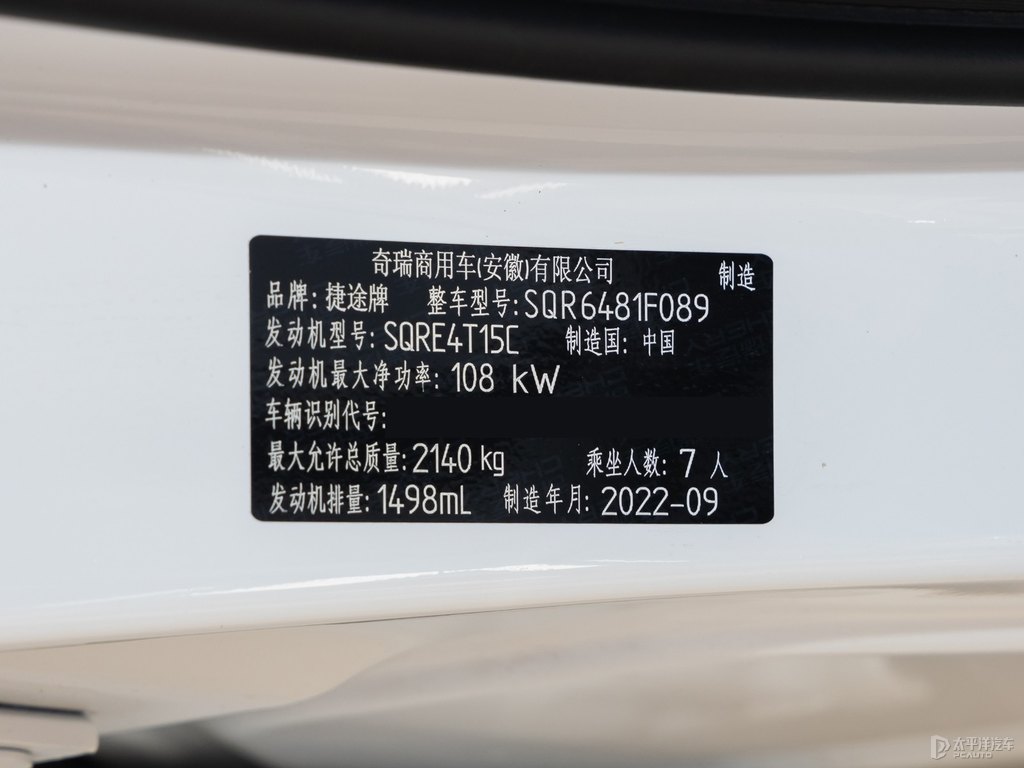 奇瑞商用车(安徽)有限公司 制造
品牌: 捷途牌 整车型号: SQR6481F089
发动机型号: SQRE4T15C 制造国: 中国
发动机最大净功率: 108 kW
车辆识别代号:
最大允许总质量: 2140 kg 乘坐人数: 7 人
发动机排量: 1498mL 制造年月: 2022-09
太平洋汽车
PCAUTO